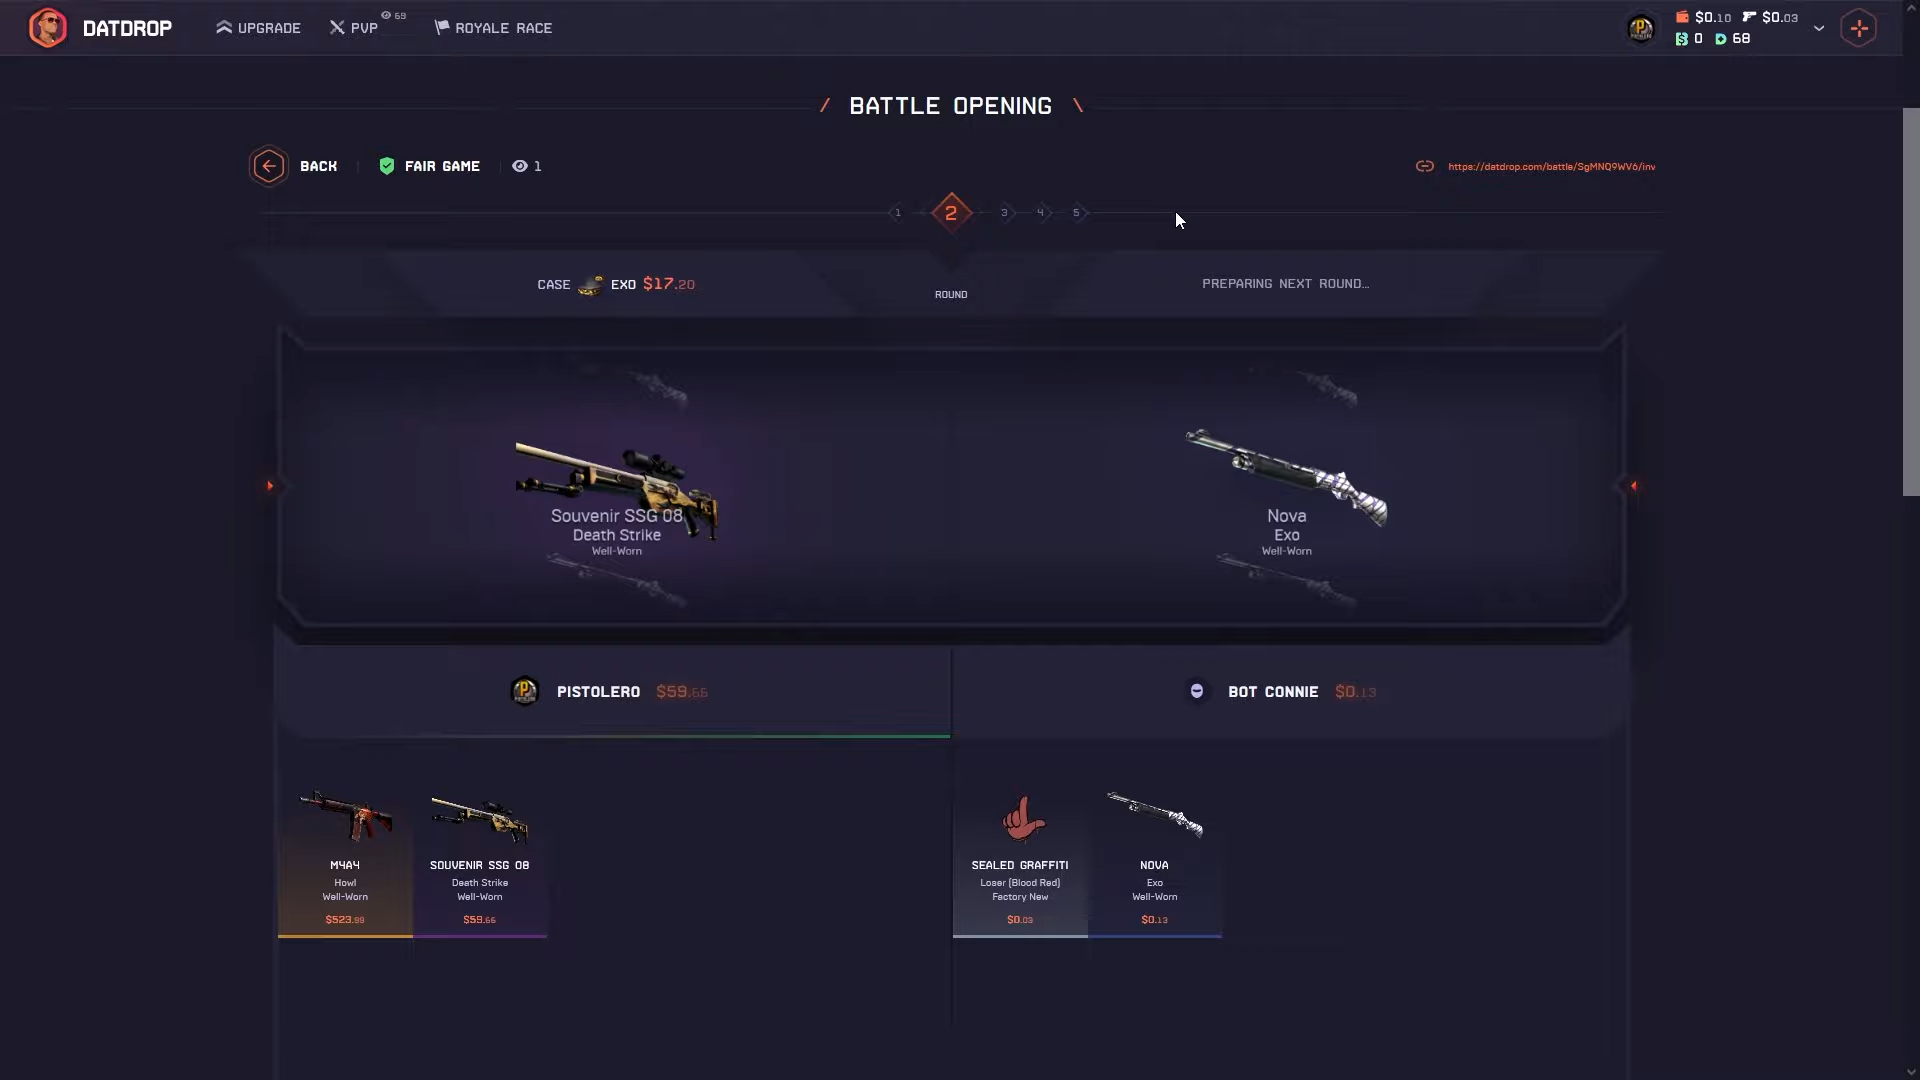 DATDROP
UPGRADE
PVP
69
ROYALE RACE
$0.10
$0.03
0
68
/ BATTLE OPENING \
BACK
FAIR GAME
1
https://datdrop.com/battle/SgMNQ9WV6/inv
1
2
3
4
5
CASE
EXO
$17.20
ROUND
PREPARING NEXT ROUND...
Souvenir SSG 08
Death Strike
Well-Worn
Nova
Exo
Well-Worn
PISTOLERO
$59.66
BOT CONNIE
$0.13
M4A4
Howl
Well-Worn
$523.99
SOUVENIR SSG 08
Death Strike
Well-Worn
$59.66
SEALED GRAFFITI
Loser (Blood Red)
Factory New
$0.03
NOVA
Exo
Well-Worn
$0.13